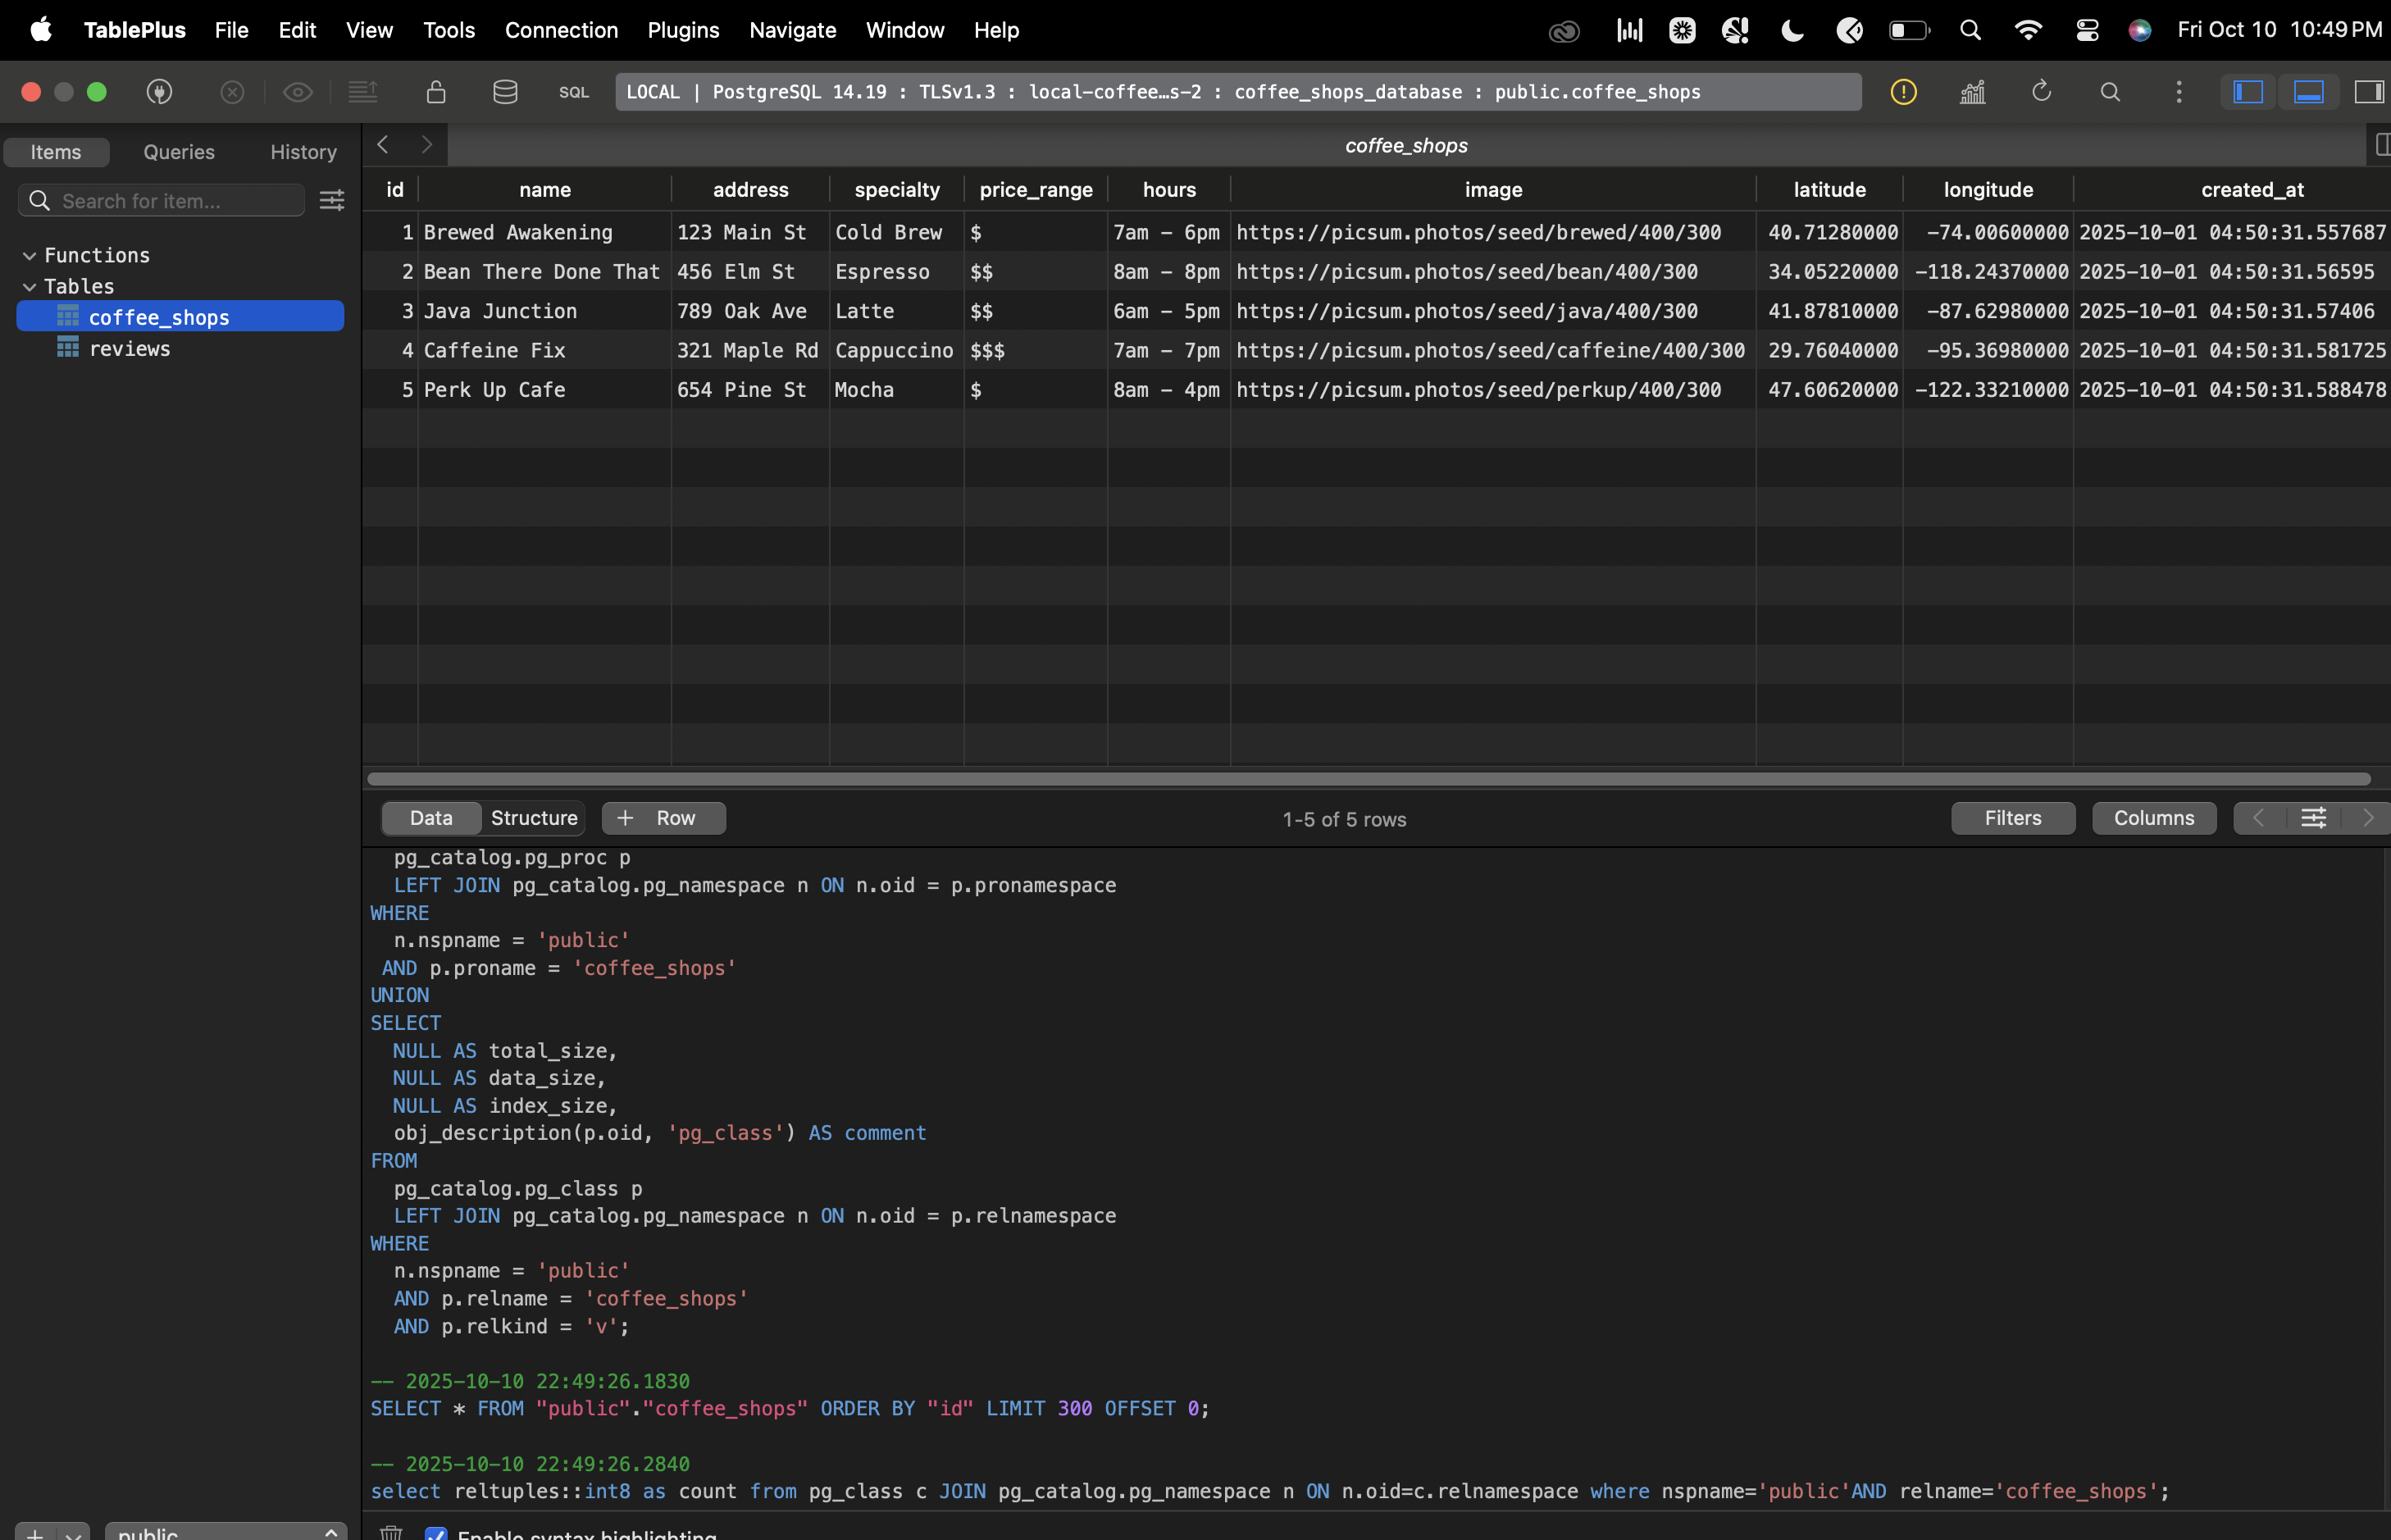 TablePlus File Edit View Tools Connection Plugins Navigate Window Help Fri Oct 10 10:49 PM
SQL LOCAL | PostgreSQL 14.19 : TLSv1.3 : local-coffee…s-2 : coffee_shops_database : public.coffee_shops
Items Queries History
Search for item...
Functions
Tables
coffee_shops
reviews
coffee_shops
id name address specialty price_range hours image latitude longitude created_at
1 Brewed Awakening 123 Main St Cold Brew $ 7am – 6pm https://picsum.photos/seed/brewed/400/300 40.71280000 -74.00600000 2025-10-01 04:50:31.557687
2 Bean There Done That 456 Elm St Espresso $$ 8am – 8pm https://picsum.photos/seed/bean/400/300 34.05220000 -118.24370000 2025-10-01 04:50:31.56595
3 Java Junction 789 Oak Ave Latte $$ 6am – 5pm https://picsum.photos/seed/java/400/300 41.87810000 -87.62980000 2025-10-01 04:50:31.57406
4 Caffeine Fix 321 Maple Rd Cappuccino $$$ 7am – 7pm https://picsum.photos/seed/caffeine/400/300 29.76040000 -95.36980000 2025-10-01 04:50:31.581725
5 Perk Up Cafe 654 Pine St Mocha $ 8am – 4pm https://picsum.photos/seed/perkup/400/300 47.60620000 -122.33210000 2025-10-01 04:50:31.588478
Data Structure + Row 1-5 of 5 rows Filters Columns
pg_catalog.pg_proc p
LEFT JOIN pg_catalog.pg_namespace n ON n.oid = p.pronamespace
WHERE
n.nspname = 'public'
AND p.proname = 'coffee_shops'
UNION
SELECT
NULL AS total_size,
NULL AS data_size,
NULL AS index_size,
obj_description(p.oid, 'pg_class') AS comment
FROM
pg_catalog.pg_class p
LEFT JOIN pg_catalog.pg_namespace n ON n.oid = p.relnamespace
WHERE
n.nspname = 'public'
AND p.relname = 'coffee_shops'
AND p.relkind = 'v';
-- 2025-10-10 22:49:26.1830
SELECT * FROM "public"."coffee_shops" ORDER BY "id" LIMIT 300 OFFSET 0;
-- 2025-10-10 22:49:26.2840
select reltuples::int8 as count from pg_class c JOIN pg_catalog.pg_namespace n ON n.oid=c.relnamespace where nspname='public'AND relname='coffee_shops';
public Enable syntax highlighting